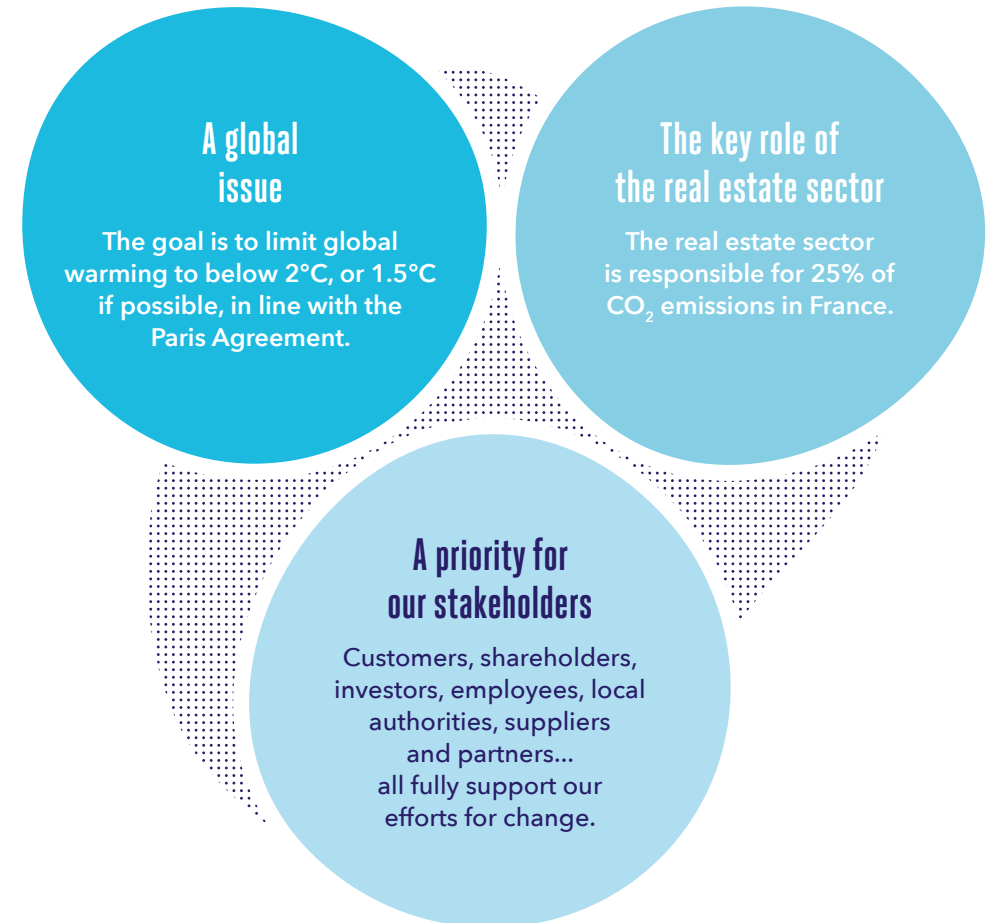 A global
issue
The goal is to limit global
warming to below 2°C, or 1.5°C
if possible, in line with the
Paris Agreement.
The key role of
the real estate sector
The real estate sector
is responsible for 25% of
CO₂ emissions in France.
A priority for
our stakeholders
Customers, shareholders,
investors, employees, local
authorities, suppliers
and partners...
all fully support our
efforts for change.